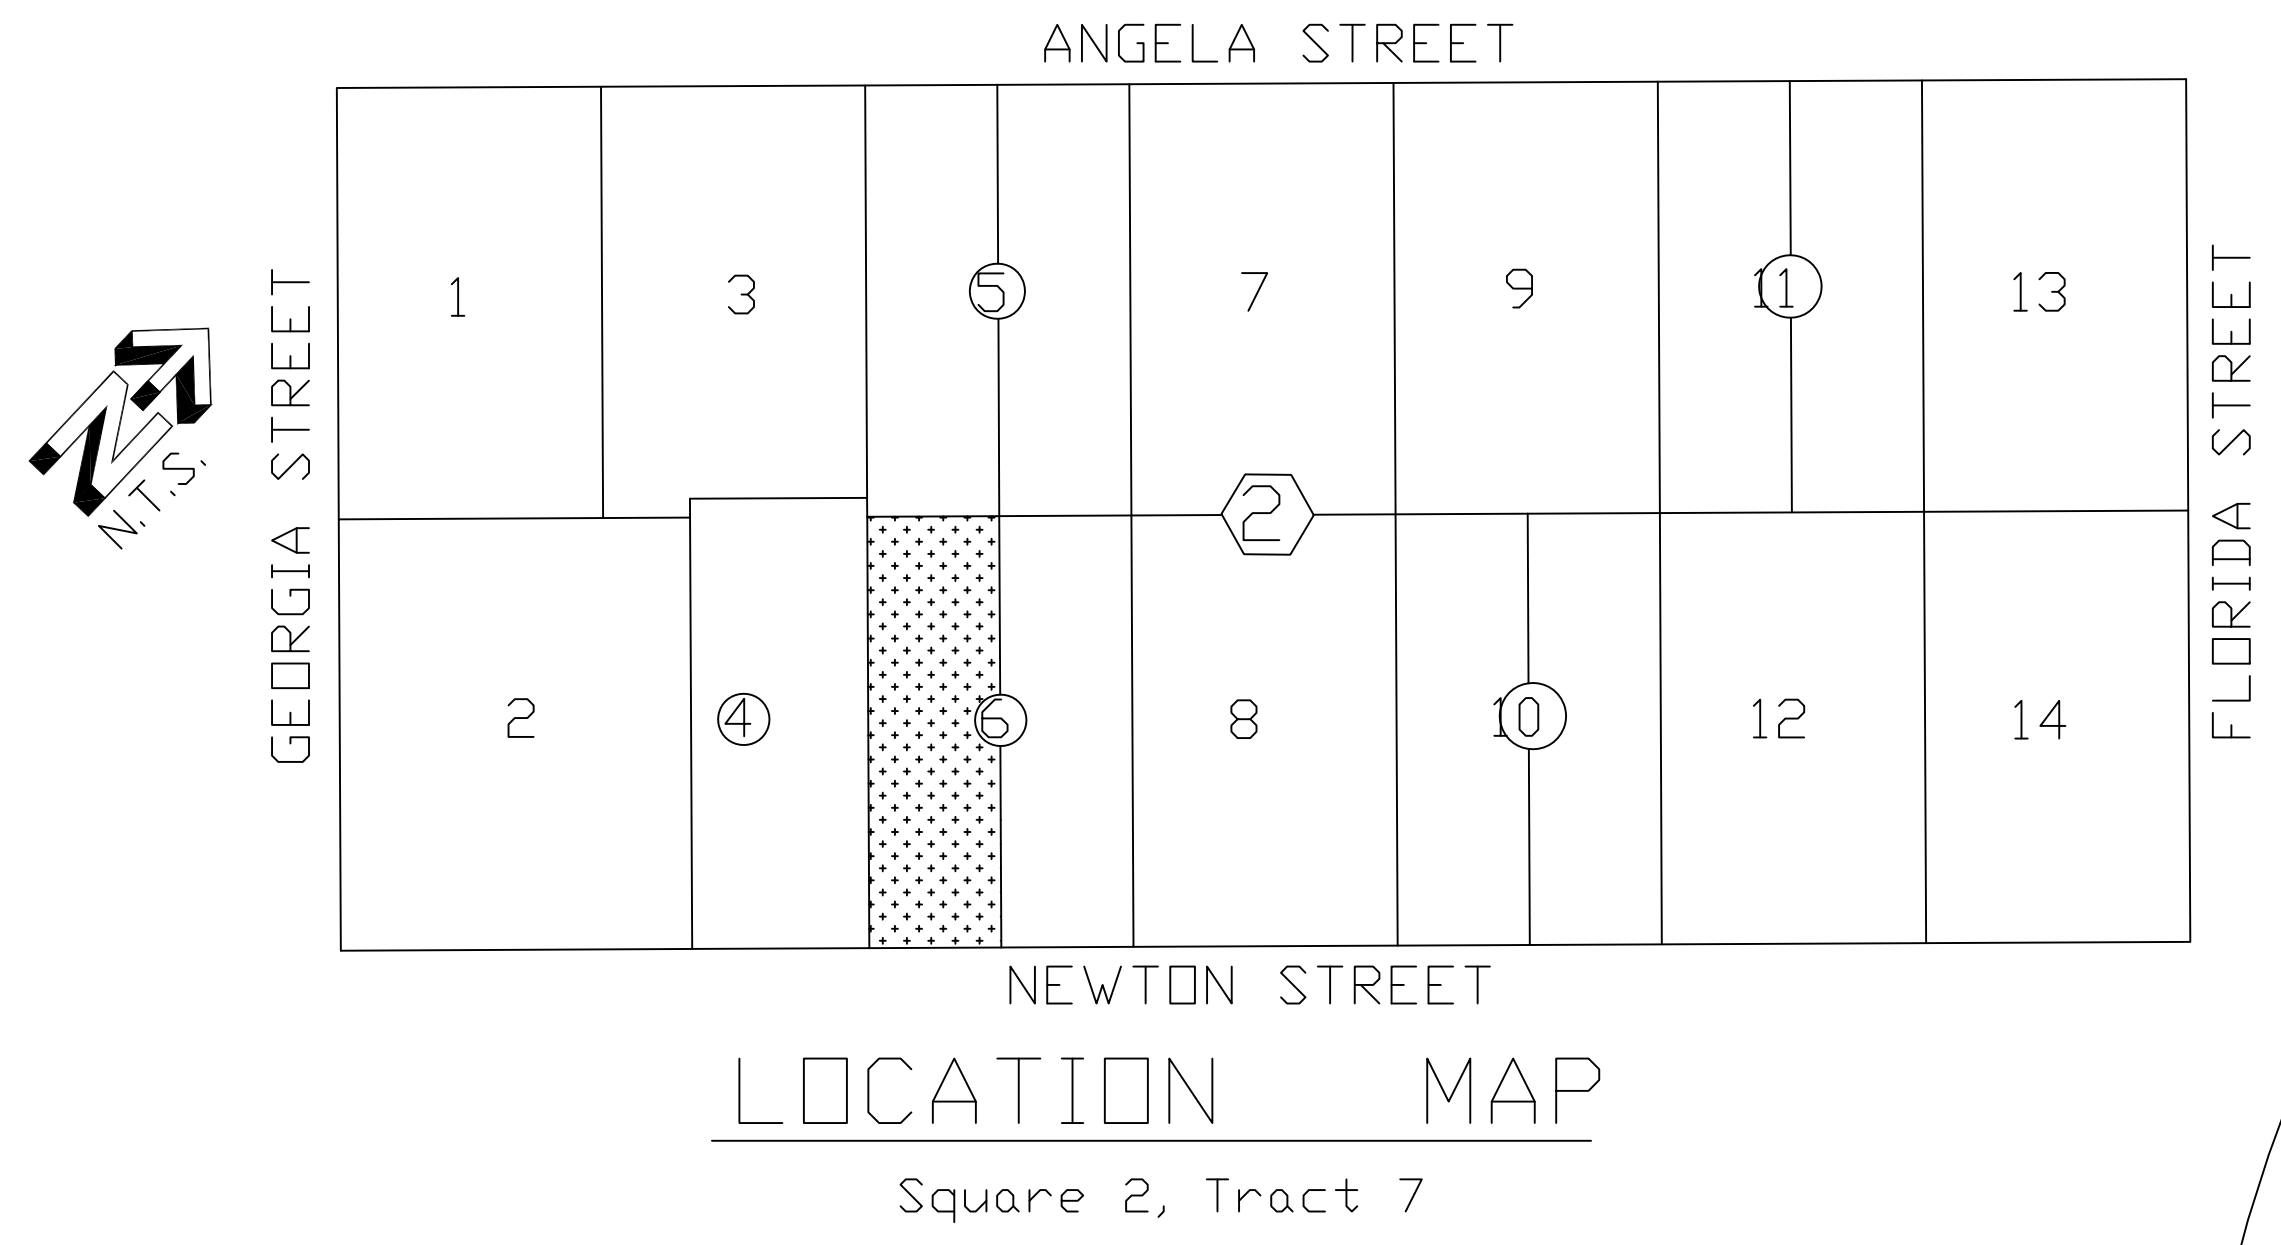 ANGELA STREET
1 3 5 7 9 11 13
GEORGIA STREET
FLORIDA STREET
N
N.T.S.
2
2 4 6 8 10 12 14
NEWTON STREET
LOCATION MAP
Square 2, Tract 7